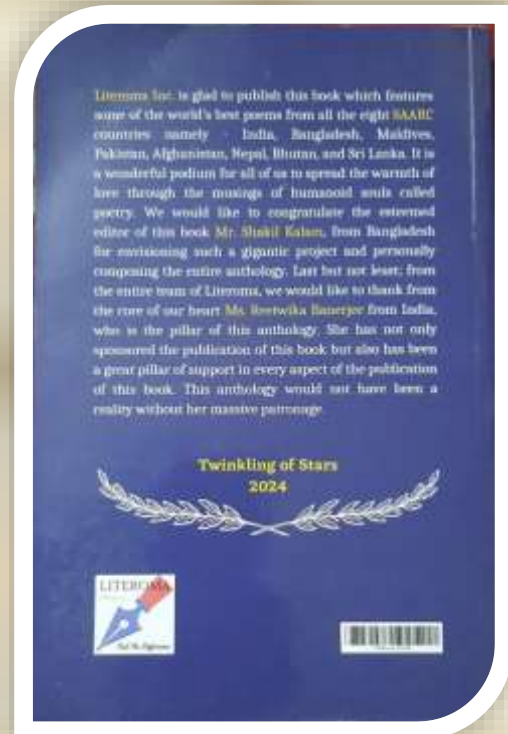 Literoma Inc. is glad to publish this book which features
some of the world's best poems from all the eight SAARC
countries namely - India, Bangladesh, Maldives,
Pakistan, Afghanistan, Nepal, Bhutan, and Sri Lanka. It is
a wonderful podium for all of us to spread the warmth of
love through the musings of humanoid souls called
poetry. We would like to congratulate the esteemed
editor of this book Mr. Shakil Kalam, from Bangladesh
for envisioning such a gigantic project and personally
composing the entire anthology. Last but not least, from
the entire team of Literoma, we would like to thank from
the core of our heart Ms. Reetwika Banerjee from India,
who is the pillar of this anthology. She has not only
sponsored the publication of this book but also has been
a great pillar of support in every aspect of the publication
of this book. This anthology would not have been a
reality without her massive patronage.
Twinkling of Stars
2024
LITEROMA